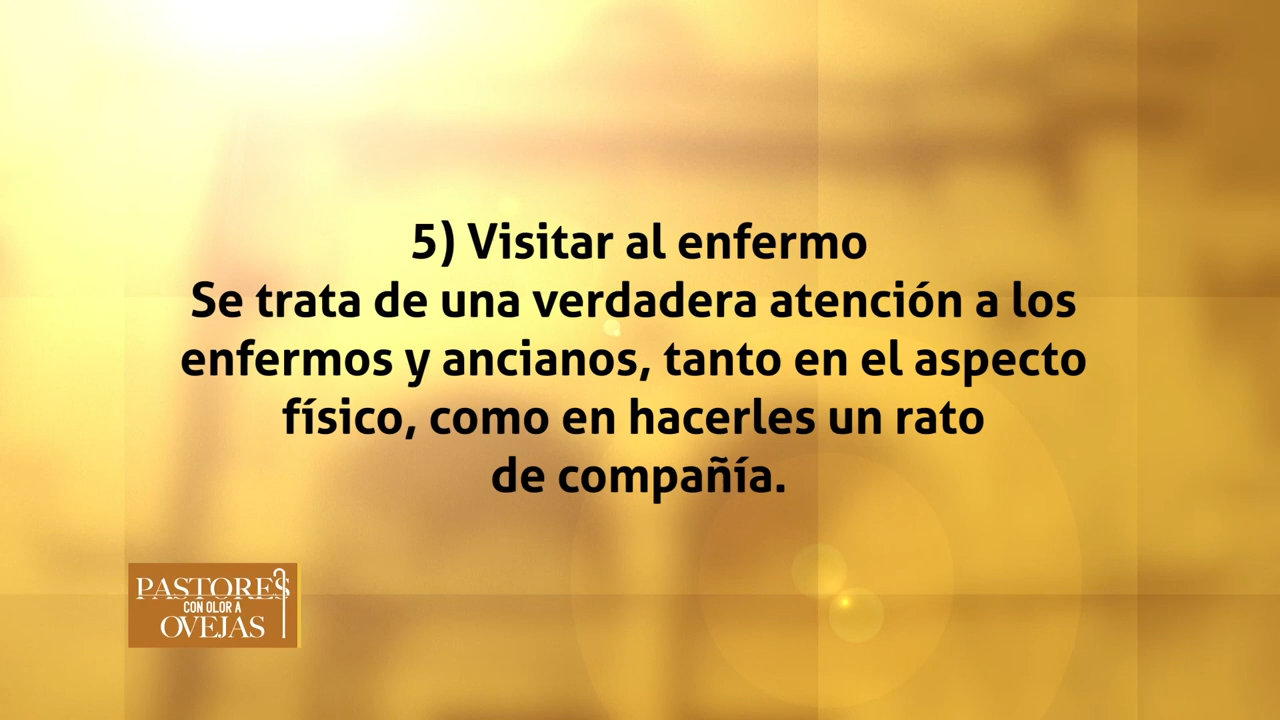 5) Visitar al enfermo
Se trata de una verdadera atención a los
enfermos y ancianos, tanto en el aspecto
físico, como en hacerles un rato
de compañía.
PASTORES
CON OLOR A
OVEJAS